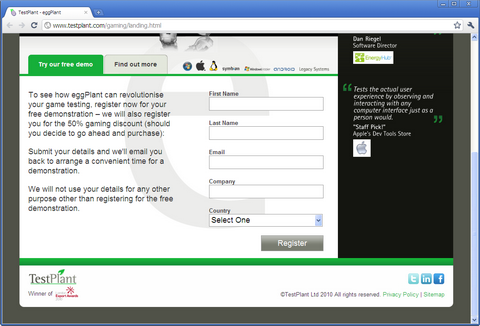 TestPlant - eggPlant
www.testplant.com/gaming/landing.html
Dan Riegel
Software Director
EnergyHub
Try our free demo
Find out more
symbian
ANDROID
Legacy Systems
To see how eggPlant can revolutionise
your game testing, register now for your
free demonstration – we will also register
you for the 50% gaming discount (should
you decide to go ahead and purchase):
Submit your details and we'll email you
back to arrange a convenient time for a
demonstration.
We will not use your details for any other
purpose other than registering for the free
demonstration.
First Name
Last Name
Email
Company
Country
Select One
Register
"Tests the actual user
experience by observing and
interacting with any
computer interface just as a
person would."
"Staff Pick!"
Apple's Dev Tools Store
TestPlant
Winner of
©TestPlant Ltd 2010 All rights reserved. Privacy Policy | Sitemap